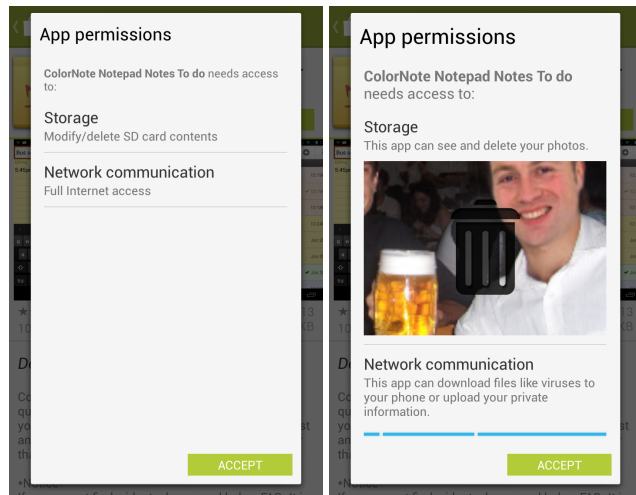 App permissions
ColorNote Notepad Notes To do needs access
to:
Storage
Modify/delete SD card contents
Network communication
Full Internet access
ACCEPT
App permissions
ColorNote Notepad Notes To do
needs access to:
Storage
This app can see and delete your photos.
Network communication
This app can download files like viruses to
your phone or upload your private
information.
ACCEPT